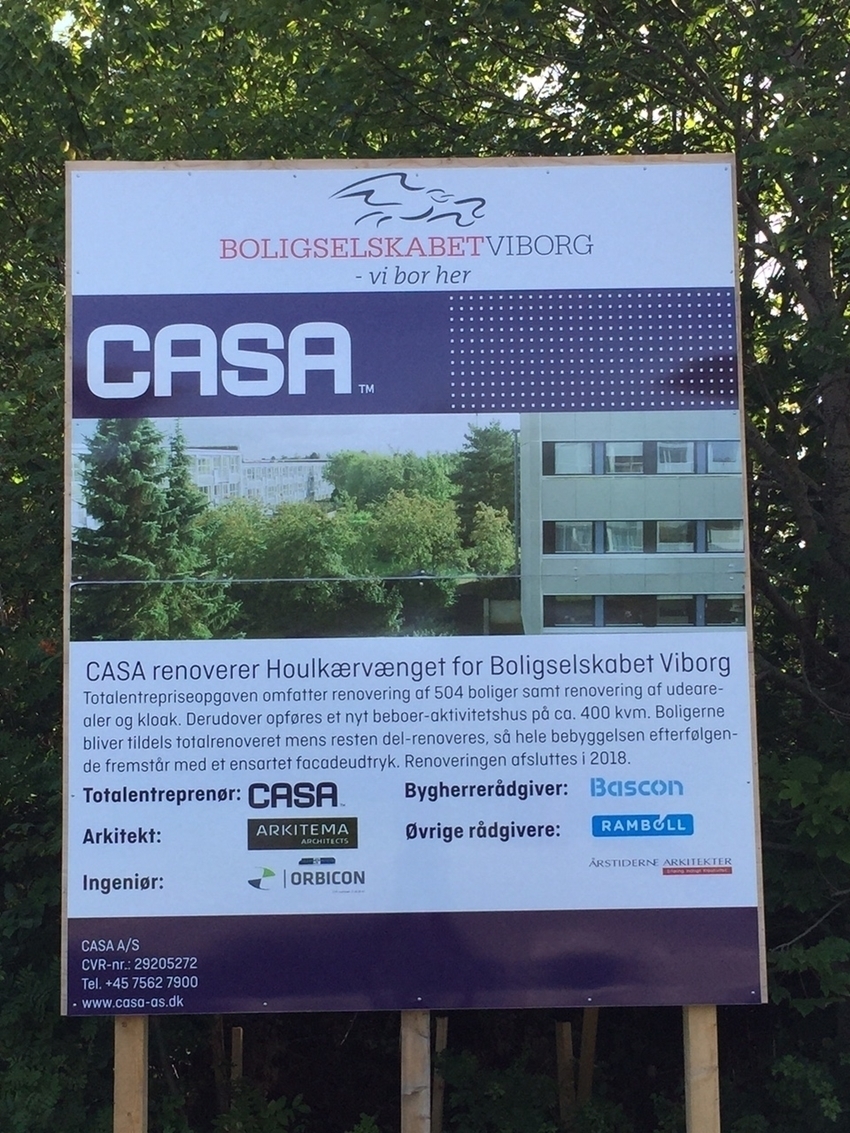 BOLIGSELSKABETVIBORG
- vi bor her
CASA™
CASA renoverer Houlkærvænget for Boligselskabet Viborg
Totalentrepriseopgaven omfatter renovering af 504 boliger samt renovering af udeare-
aler og kloak. Derudover opføres et nyt beboer-aktivitetshus på ca. 400 kvm. Boligerne
bliver tildels totalrenoveret mens resten del-renoveres, så hele bebyggelsen efterfølgen-
de fremstår med et ensartet facadeudtryk. Renoveringen afsluttes i 2018.
Totalentreprenør: CASA™
Bygherrerådgiver: Bascon
Arkitekt: ARKITEMA
ARCHITECTS
Øvrige rådgivere: RAMBOLL
ÅRSTIDERNE ARKITEKTER
Ingeniør: ORBICON
CASA A/S
CVR-nr.: 29205272
Tel. +45 7562 7900
www.casa-as.dk